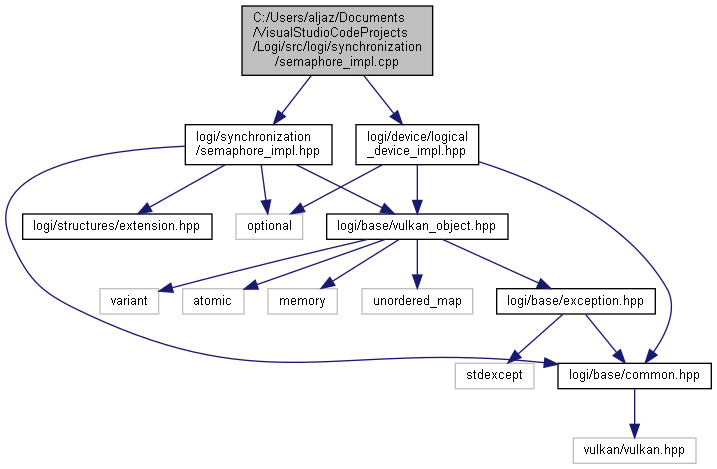 C:/Users/aljaz/Documents
/VisualStudioCodeProjects
/Logi/src/logi/synchronization
/semaphore_impl.cpp
logi/synchronization
/semaphore_impl.hpp
logi/device/logical
_device_impl.hpp
logi/structures/extension.hpp
optional
logi/base/vulkan_object.hpp
variant
atomic
memory
unordered_map
logi/base/exception.hpp
stdexcept
logi/base/common.hpp
vulkan/vulkan.hpp